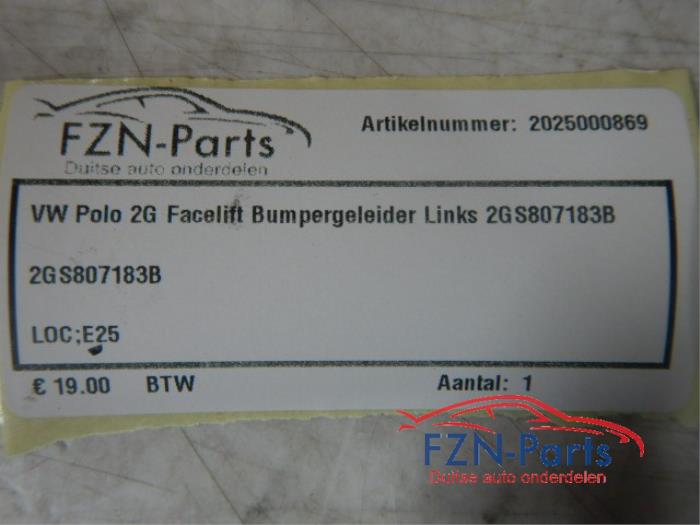 FZN-Parts
Duitse auto onderdelen
Artikelnummer: 2025000869
VW Polo 2G Facelift Bumpergeleider Links 2GS807183B
2GS807183B
LOC;E25
€ 19.00 BTW Aantal: 1
FZN-Parts
Duitse auto onderdelen